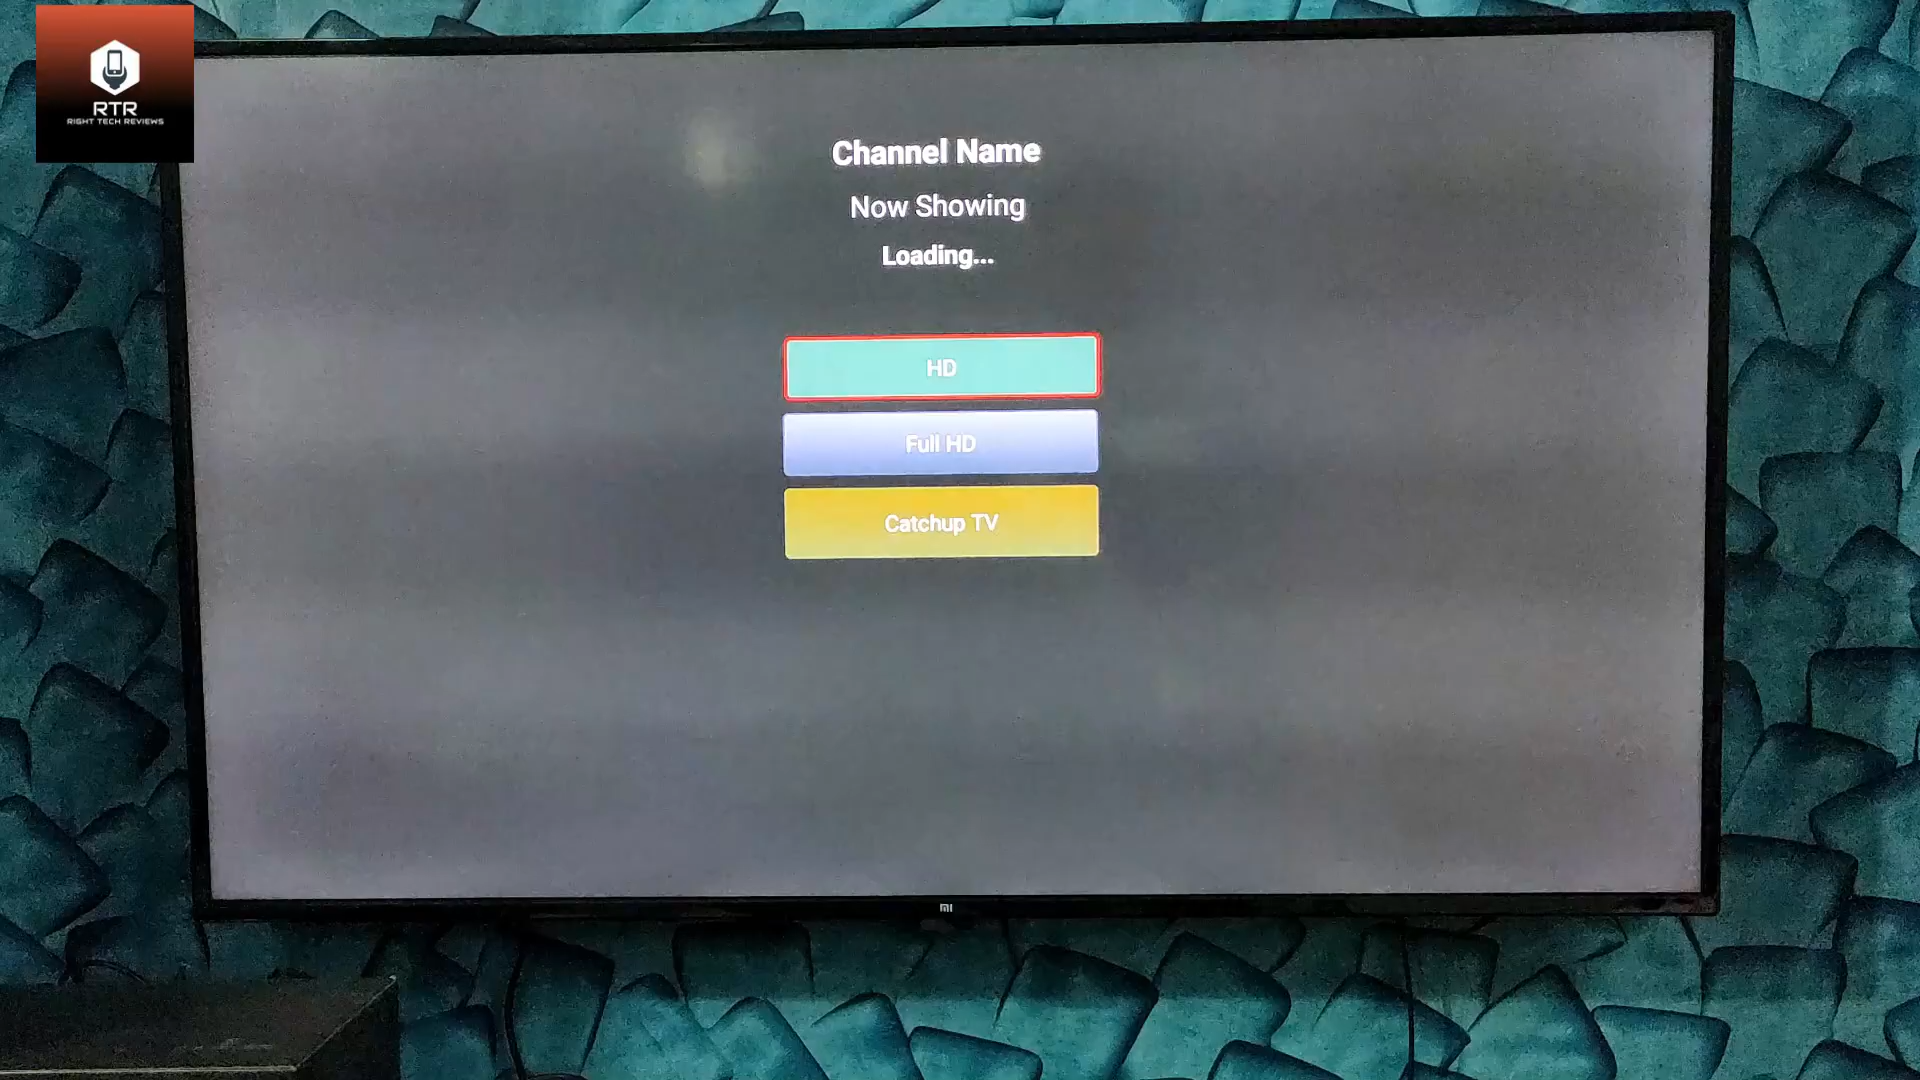 RTR
RIGHT TECH REVIEWS
Channel Name
Now Showing
Loading...
HD
Full HD
Catchup TV
mi